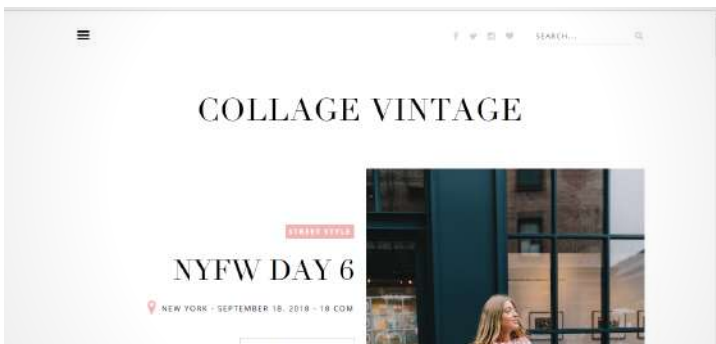 SEARCH...
COLLAGE VINTAGE
STREET STYLE
NYFW DAY 6
NEW YORK - SEPTEMBER 18, 2018 - 18 COM